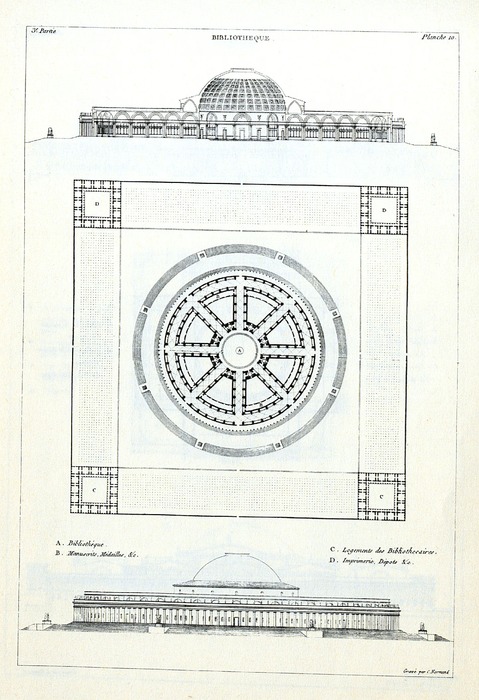 3e. Partie
BIBLIOTHEQUE.
Planche 10.
D
D
A
B
C
C
A. Bibliothèque.
B. Manuscrits, Médailles, &c.
C. Logements des Bibliothecaires.
D. Imprimerie, Dépots &c.
Gravé par C. Normand